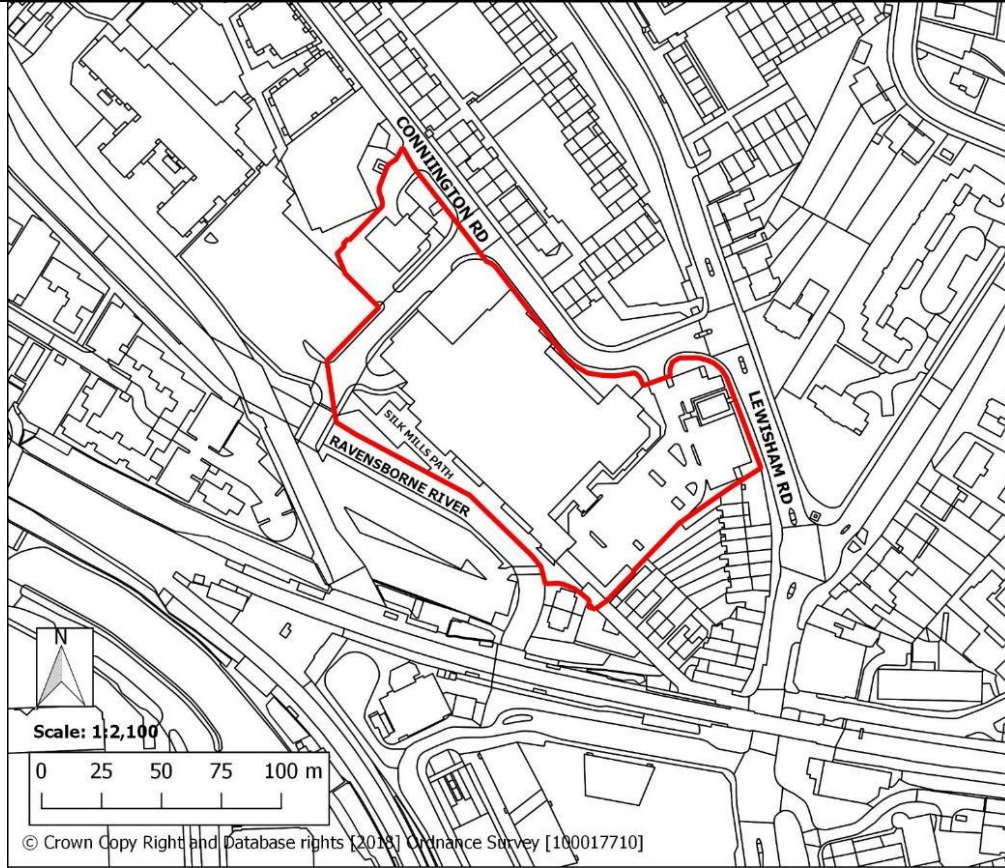 CONNINGTON RD
LEWISHAM RD
SILK MILLS PATH
RAVENSBORNE RIVER
N
Scale: 1:2,100
0 25 50 75 100 m
© Crown Copy Right and Database rights [2018] Ordnance Survey [100017710]